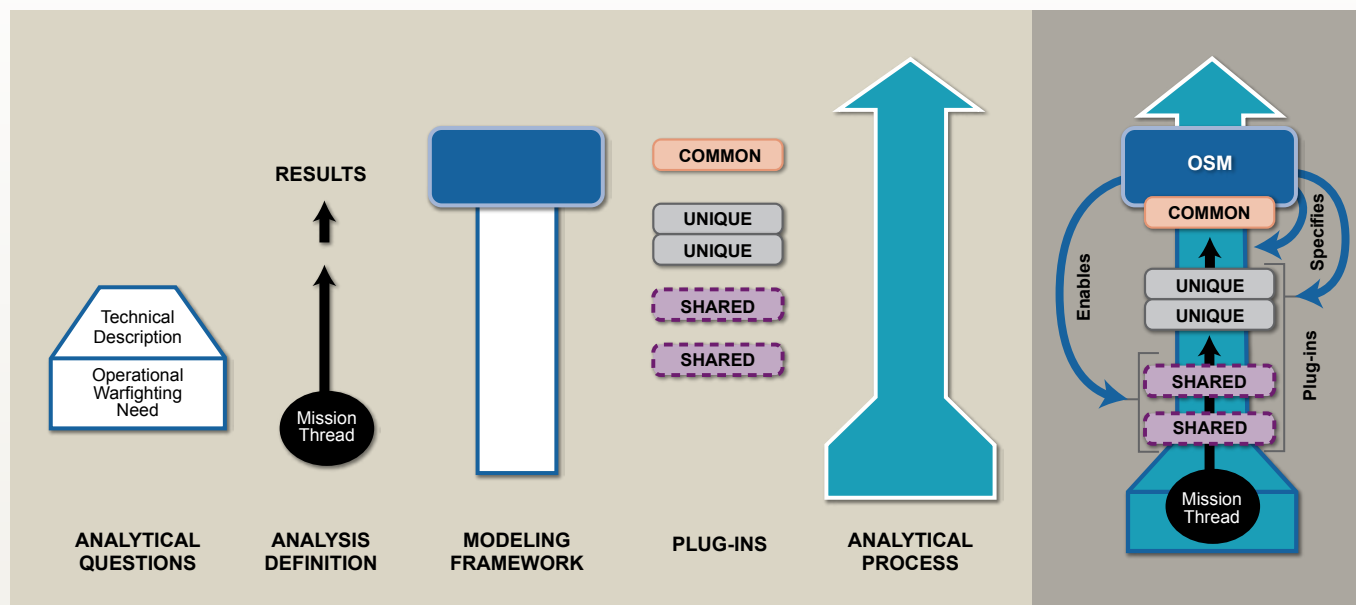 RESULTS
Technical
Description
Operational
Warfighting
Need
Mission
Thread
COMMON
UNIQUE
UNIQUE
SHARED
SHARED
ANALYTICAL
QUESTIONS
ANALYSIS
DEFINITION
MODELING
FRAMEWORK
PLUG-INS
ANALYTICAL
PROCESS
OSM
COMMON
Specifies
Enables
UNIQUE
UNIQUE
Plug-ins
SHARED
SHARED
Mission
Thread